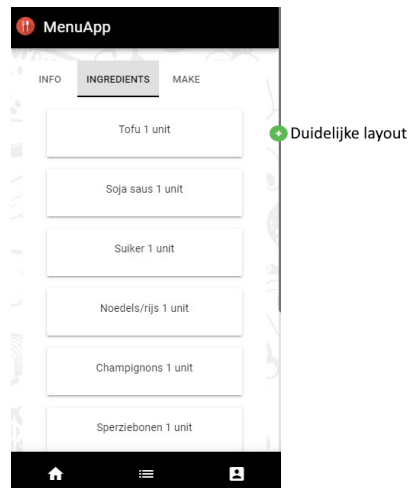 MenuApp
INFO INGREDIENTS MAKE
Tofu 1 unit
Duidelijke layout
Soja saus 1 unit
Suiker 1 unit
Noedels/rijs 1 unit
Champignons 1 unit
Sperziebonen 1 unit